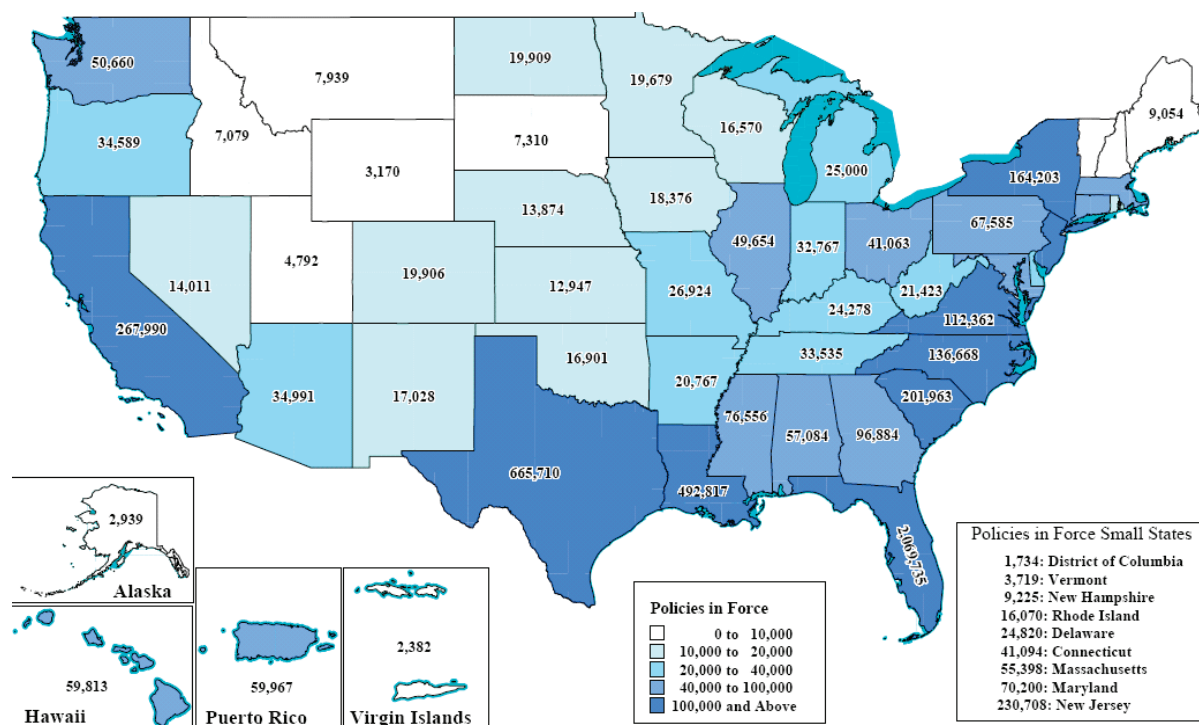 50,660
7,939
19,909
19,679
9,054
34,589
7,079
7,310
16,570
3,170
25,000
164,203
13,874
18,376
67,585
49,654
32,767
41,063
4,792
19,906
14,011
12,947
26,924
21,423
24,278
267,990
112,362
136,668
33,535
16,901
20,767
34,991
17,028
201,963
76,556
57,084
96,884
665,710
492,817
2,069,735
2,939
Alaska
59,813
Hawaii
59,967
Puerto Rico
2,382
Virgin Islands
Policies in Force
0 to 10,000
10,000 to 20,000
20,000 to 40,000
40,000 to 100,000
100,000 and Above
Policies in Force Small States
1,734: District of Columbia
3,719: Vermont
9,225: New Hampshire
16,070: Rhode Island
24,820: Delaware
41,094: Connecticut
55,398: Massachusetts
70,200: Maryland
230,708: New Jersey